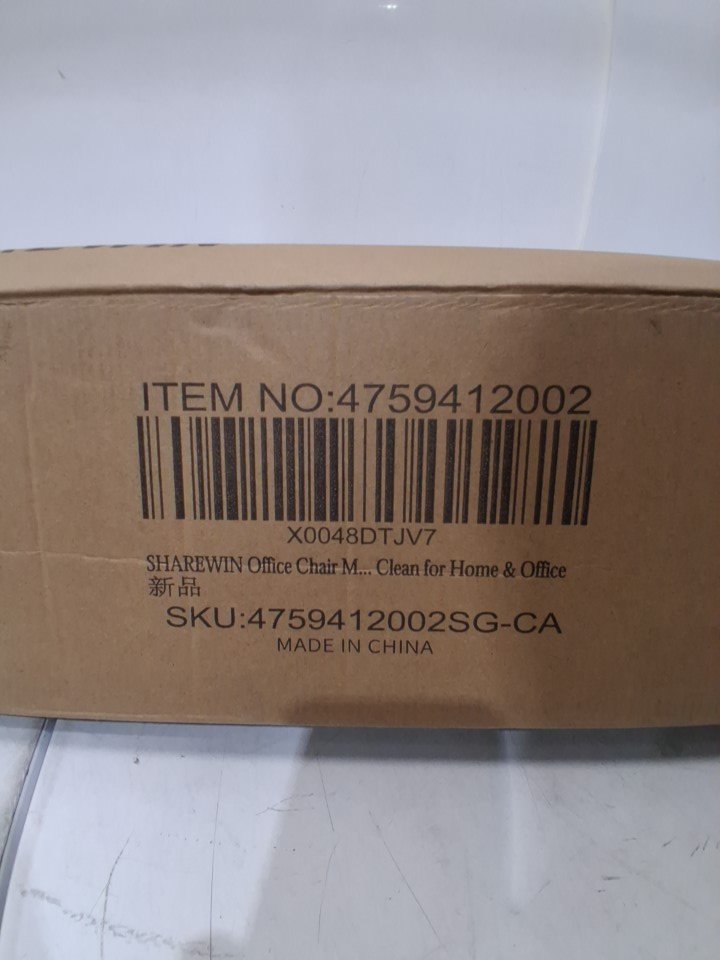 ITEM NO:4759412002
X0048DTJV7
SHAREWIN Office Chair M... Clean for Home & Office
新品
SKU:4759412002SG-CA
MADE IN CHINA